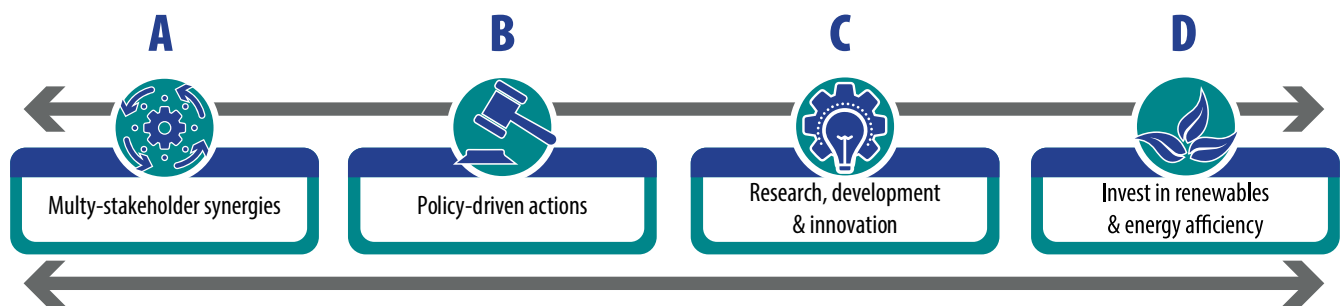 A
B
C
D
Multy-stakeholder synergies
Policy-driven actions
Research, development
& innovation
Invest in renewables
& energy afficiency